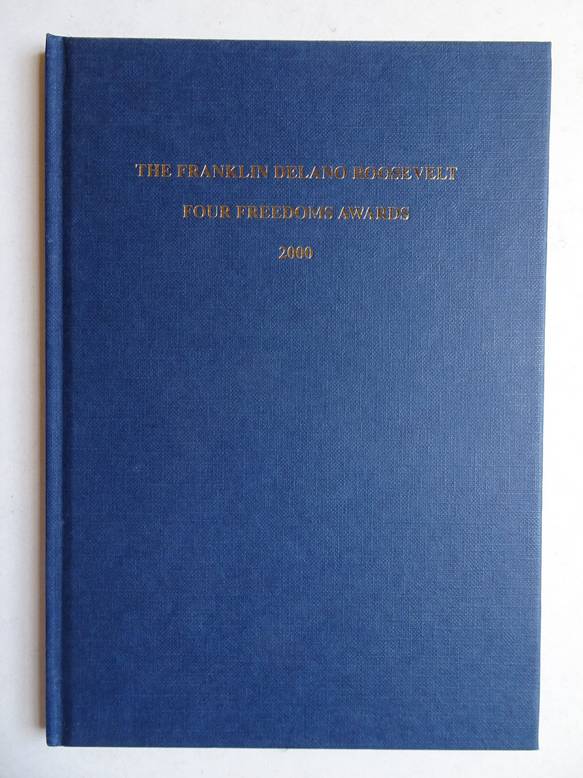 THE FRANKLIN DELANO ROOSEVELT
FOUR FREEDOMS AWARDS
2000